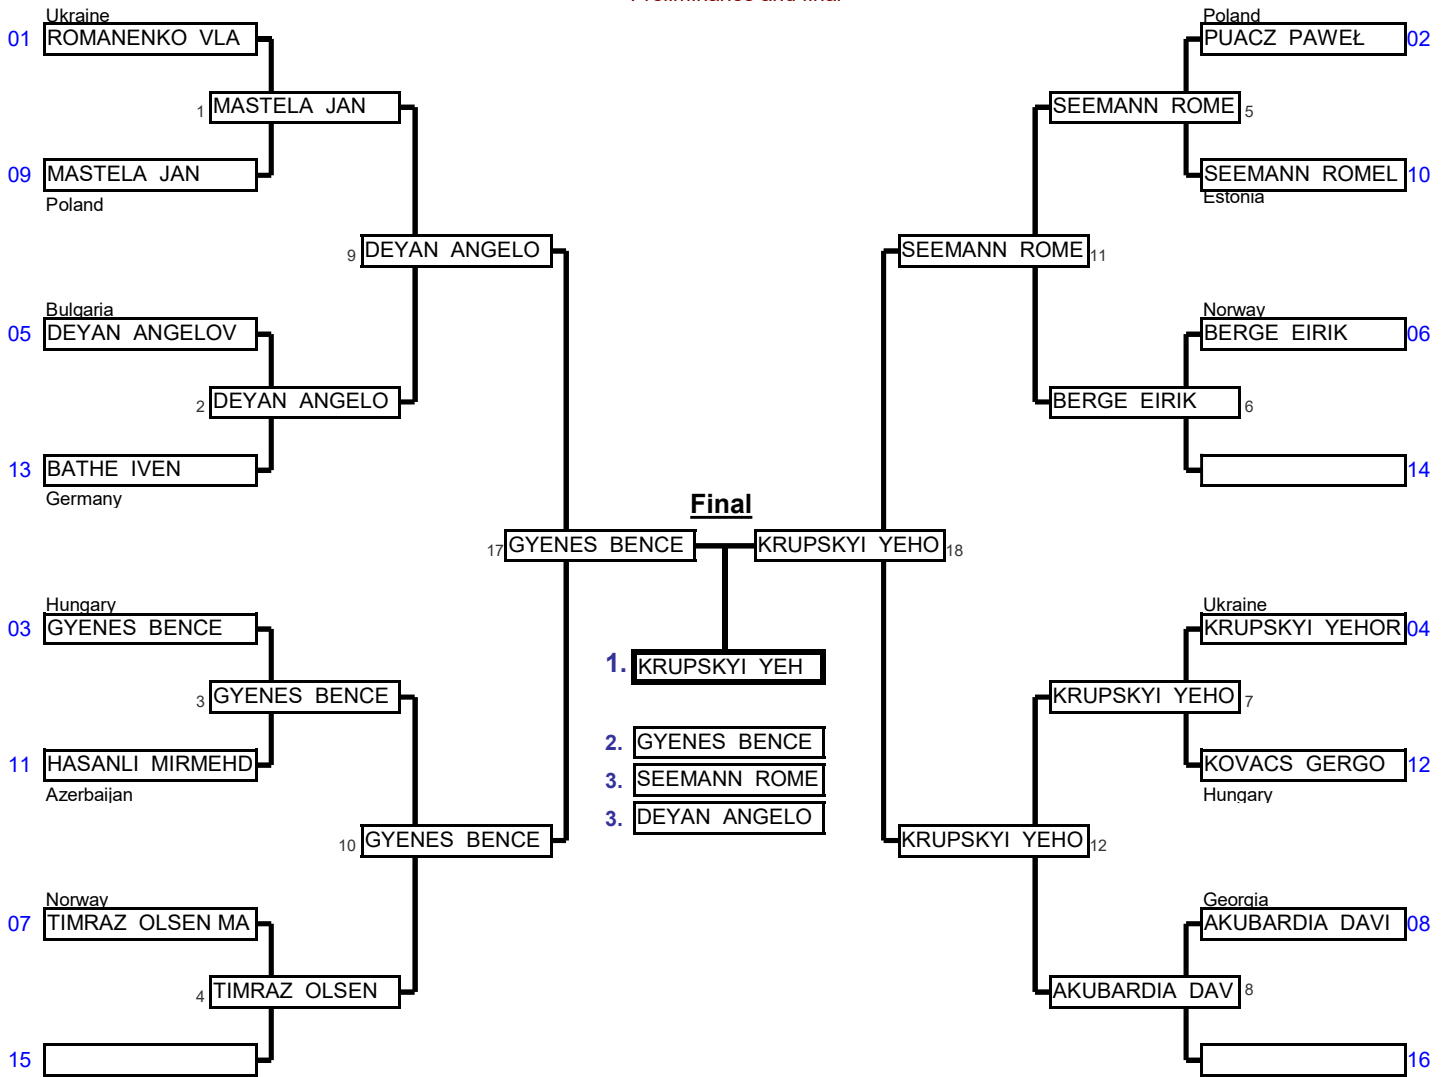 Ukraine
01 ROMANENKO VLA
1 MASTELA JAN
09 MASTELA JAN
Poland
9 DEYAN ANGELO
Bulgaria
05 DEYAN ANGELOV
2 DEYAN ANGELO
13 BATHE IVEN
Germany
17 GYENES BENCE
Hungary
03 GYENES BENCE
3 GYENES BENCE
11 HASANLI MIRMEHD
Azerbaijan
10 GYENES BENCE
Norway
07 TIMRAZ OLSEN MA
4 TIMRAZ OLSEN
15
Final
1. KRUPSKYI YEH
2. GYENES BENCE
3. SEEMANN ROME
3. DEYAN ANGELO
Poland
PUACZ PAWEŁ 02
SEEMANN ROME 5
SEEMANN ROMEL 10
Estonia
SEEMANN ROME 11
Norway
BERGE EIRIK 06
BERGE EIRIK 6
14
KRUPSKYI YEHO 18
Ukraine
KRUPSKYI YEHOR 04
KRUPSKYI YEHO 7
KOVACS GERGO 12
Hungary
KRUPSKYI YEHO 12
Georgia
AKUBARDIA DAVI 08
AKUBARDIA DAV 8
16